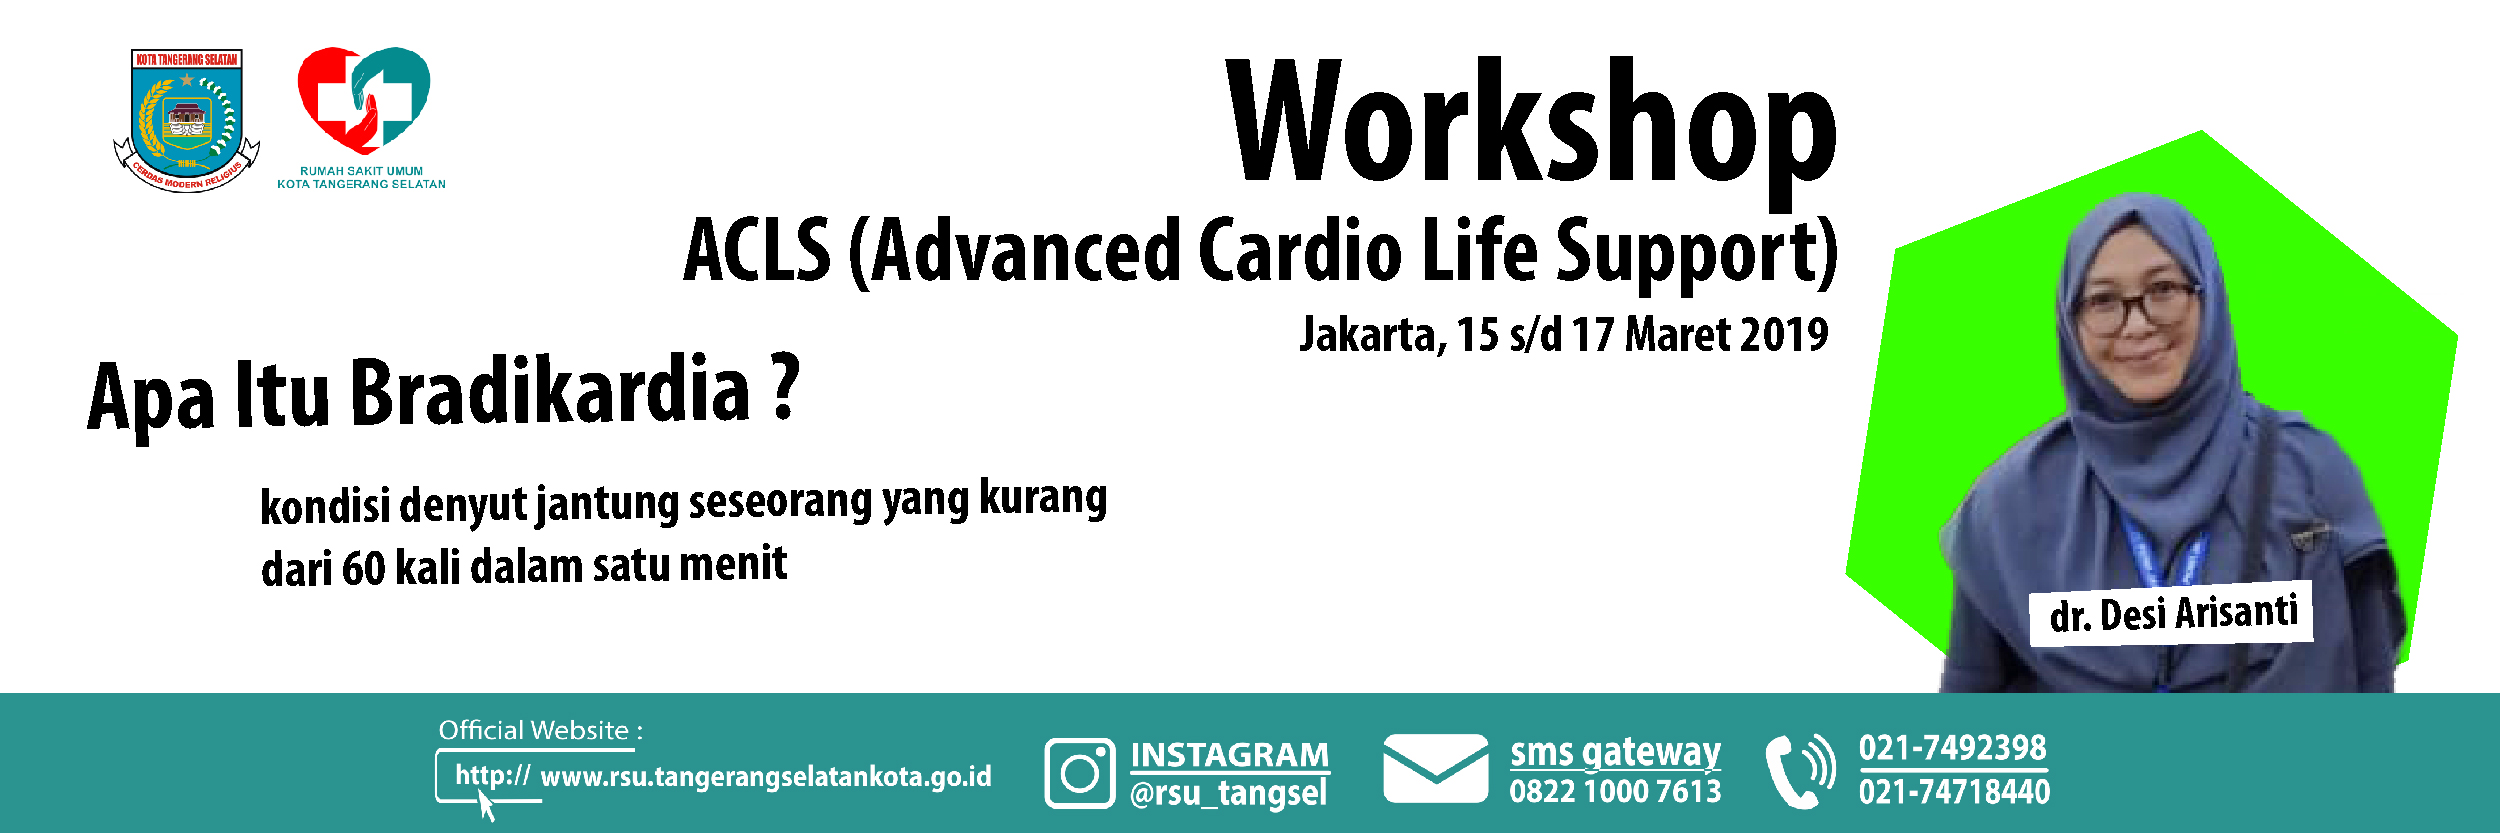 KOTA TANGERANG SELATAN
CERDAS MODERN RELIGIUS
RUMAH SAKIT UMUM
KOTA TANGERANG SELATAN
Workshop
ACLS (Advanced Cardio Life Support)
Jakarta, 15 s/d 17 Maret 2019
Apa Itu Bradikardia ?
kondisi denyut jantung seseorang yang kurang
dari 60 kali dalam satu menit
dr. Desi Arisanti
Official Website :
http:// www.rsu.tangerangselatankota.go.id
INSTAGRAM
@rsu_tangsel
sms gateway
0822 1000 7613
021-7492398
021-74718440